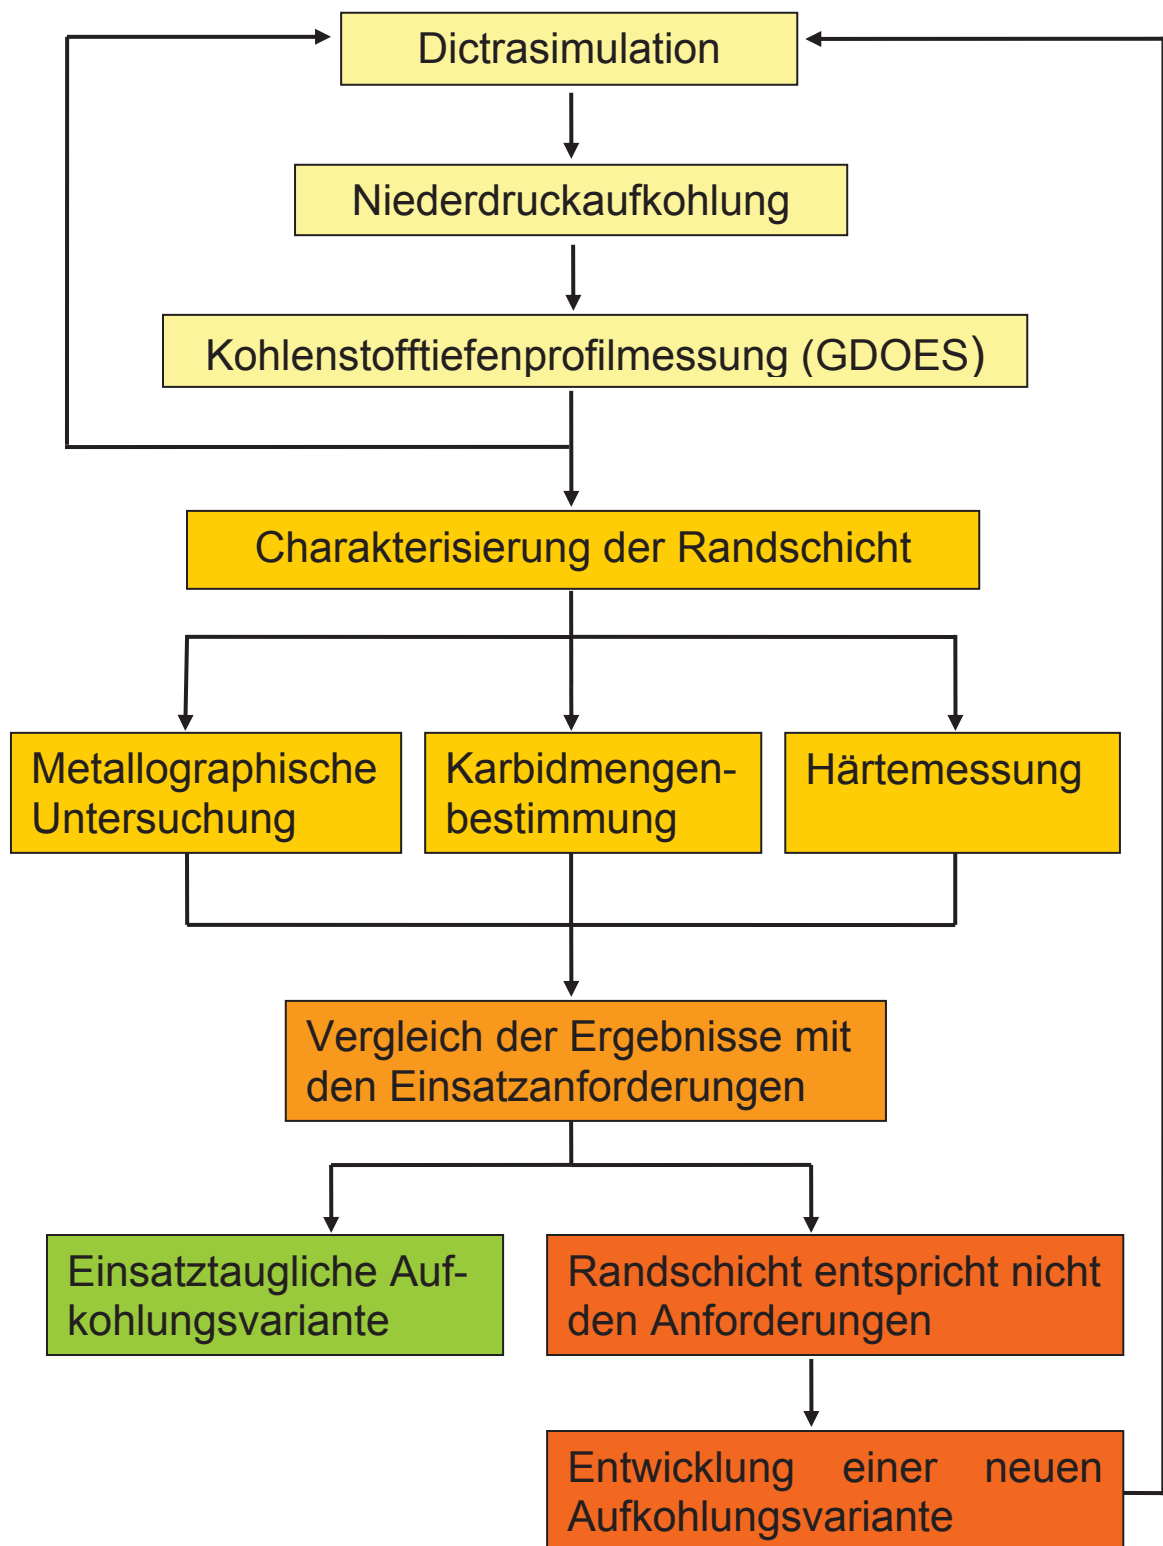 Dictrasimulation
Niederdruckaufkohlung
Kohlenstofftiefenprofilmessung (GDOES)
Charakterisierung der Randschicht
Metallographische
Untersuchung
Karbidmengen-
bestimmung
Härtemessung
Vergleich der Ergebnisse mit
den Einsatzanforderungen
Einsatztaugliche Auf-
kohlungsvariante
Randschicht entspricht nicht
den Anforderungen
Entwicklung einer neuen
Aufkohlungsvariante